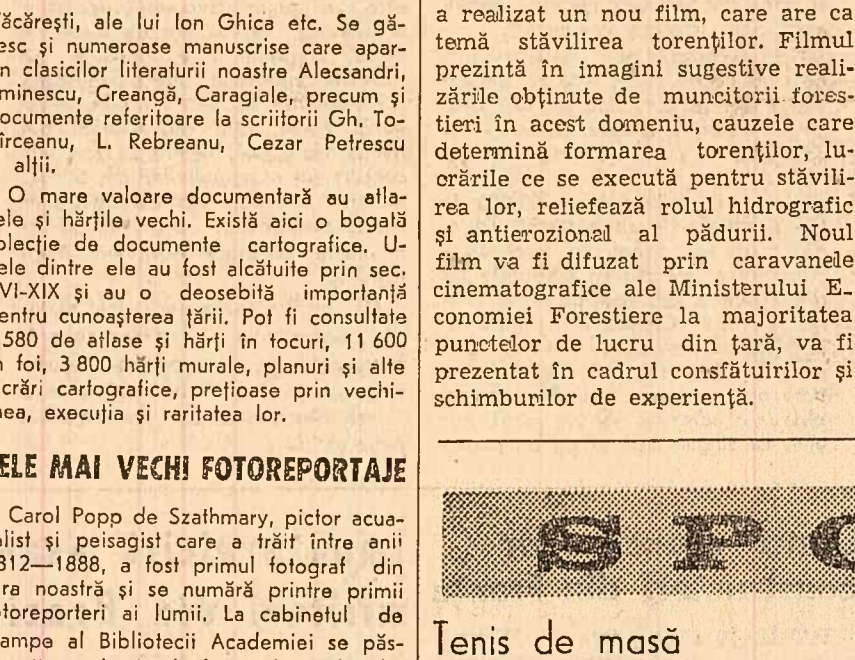 ăcărești, ale lui Ion Ghica etc. Se gă-
esc și numeroase manuscrise care apar-
n clasicilor literaturii noastre Alecsandri,
minescu, Creangă, Caragiale, precum și
ocumente referitoare la scriitorii Gh. To-
îrceanu, L. Rebreanu, Cezar Petrescu
alții.
O mare valoare documentară au atla-
ele și hărțile vechi. Există aici o bogată
olecție de documente cartografice. U-
ele dintre ele au fost alcătuite prin sec.
VI-XIX și au o deosebită importanță
entru cunoașterea țării. Pot fi consultate
580 de atlase și hărți în tocuri, 11 600
n foi, 3 800 hărți murale, planuri și alte
crări cartografice, prețioase prin vechi-
mea, execuția și raritatea lor.
ELE MAI VECHI FOTOREPORTAJE
Carol Popp de Szathmary, pictor acua-
list și peisagist care a trăit între anii
812—1888, a fost primul fotograf din
ra noastră și se numără printre primii
toreporteri ai lumii. La cabinetul de
ampe al Bibliotecii Academiei se păs-
a realizat un nou film, care are ca
temă stăvilirea torenților. Filmul
prezintă în imagini sugestive reali-
zările obținute de muncitorii fores-
tieri în acest domeniu, cauzele care
determină formarea torenților, lu-
crările ce se execută pentru stăvili-
rea lor, reliefează rolul hidrografic
și antierozional al pădurii. Noul
film va fi difuzat prin caravanele
cinematografice ale Ministerului E-
conomiei Forestiere la majoritatea
punctelor de lucru din țară, va fi
prezentat în cadrul consfătuirilor și
schimburilor de experiență.
SPO
Tenis de masă